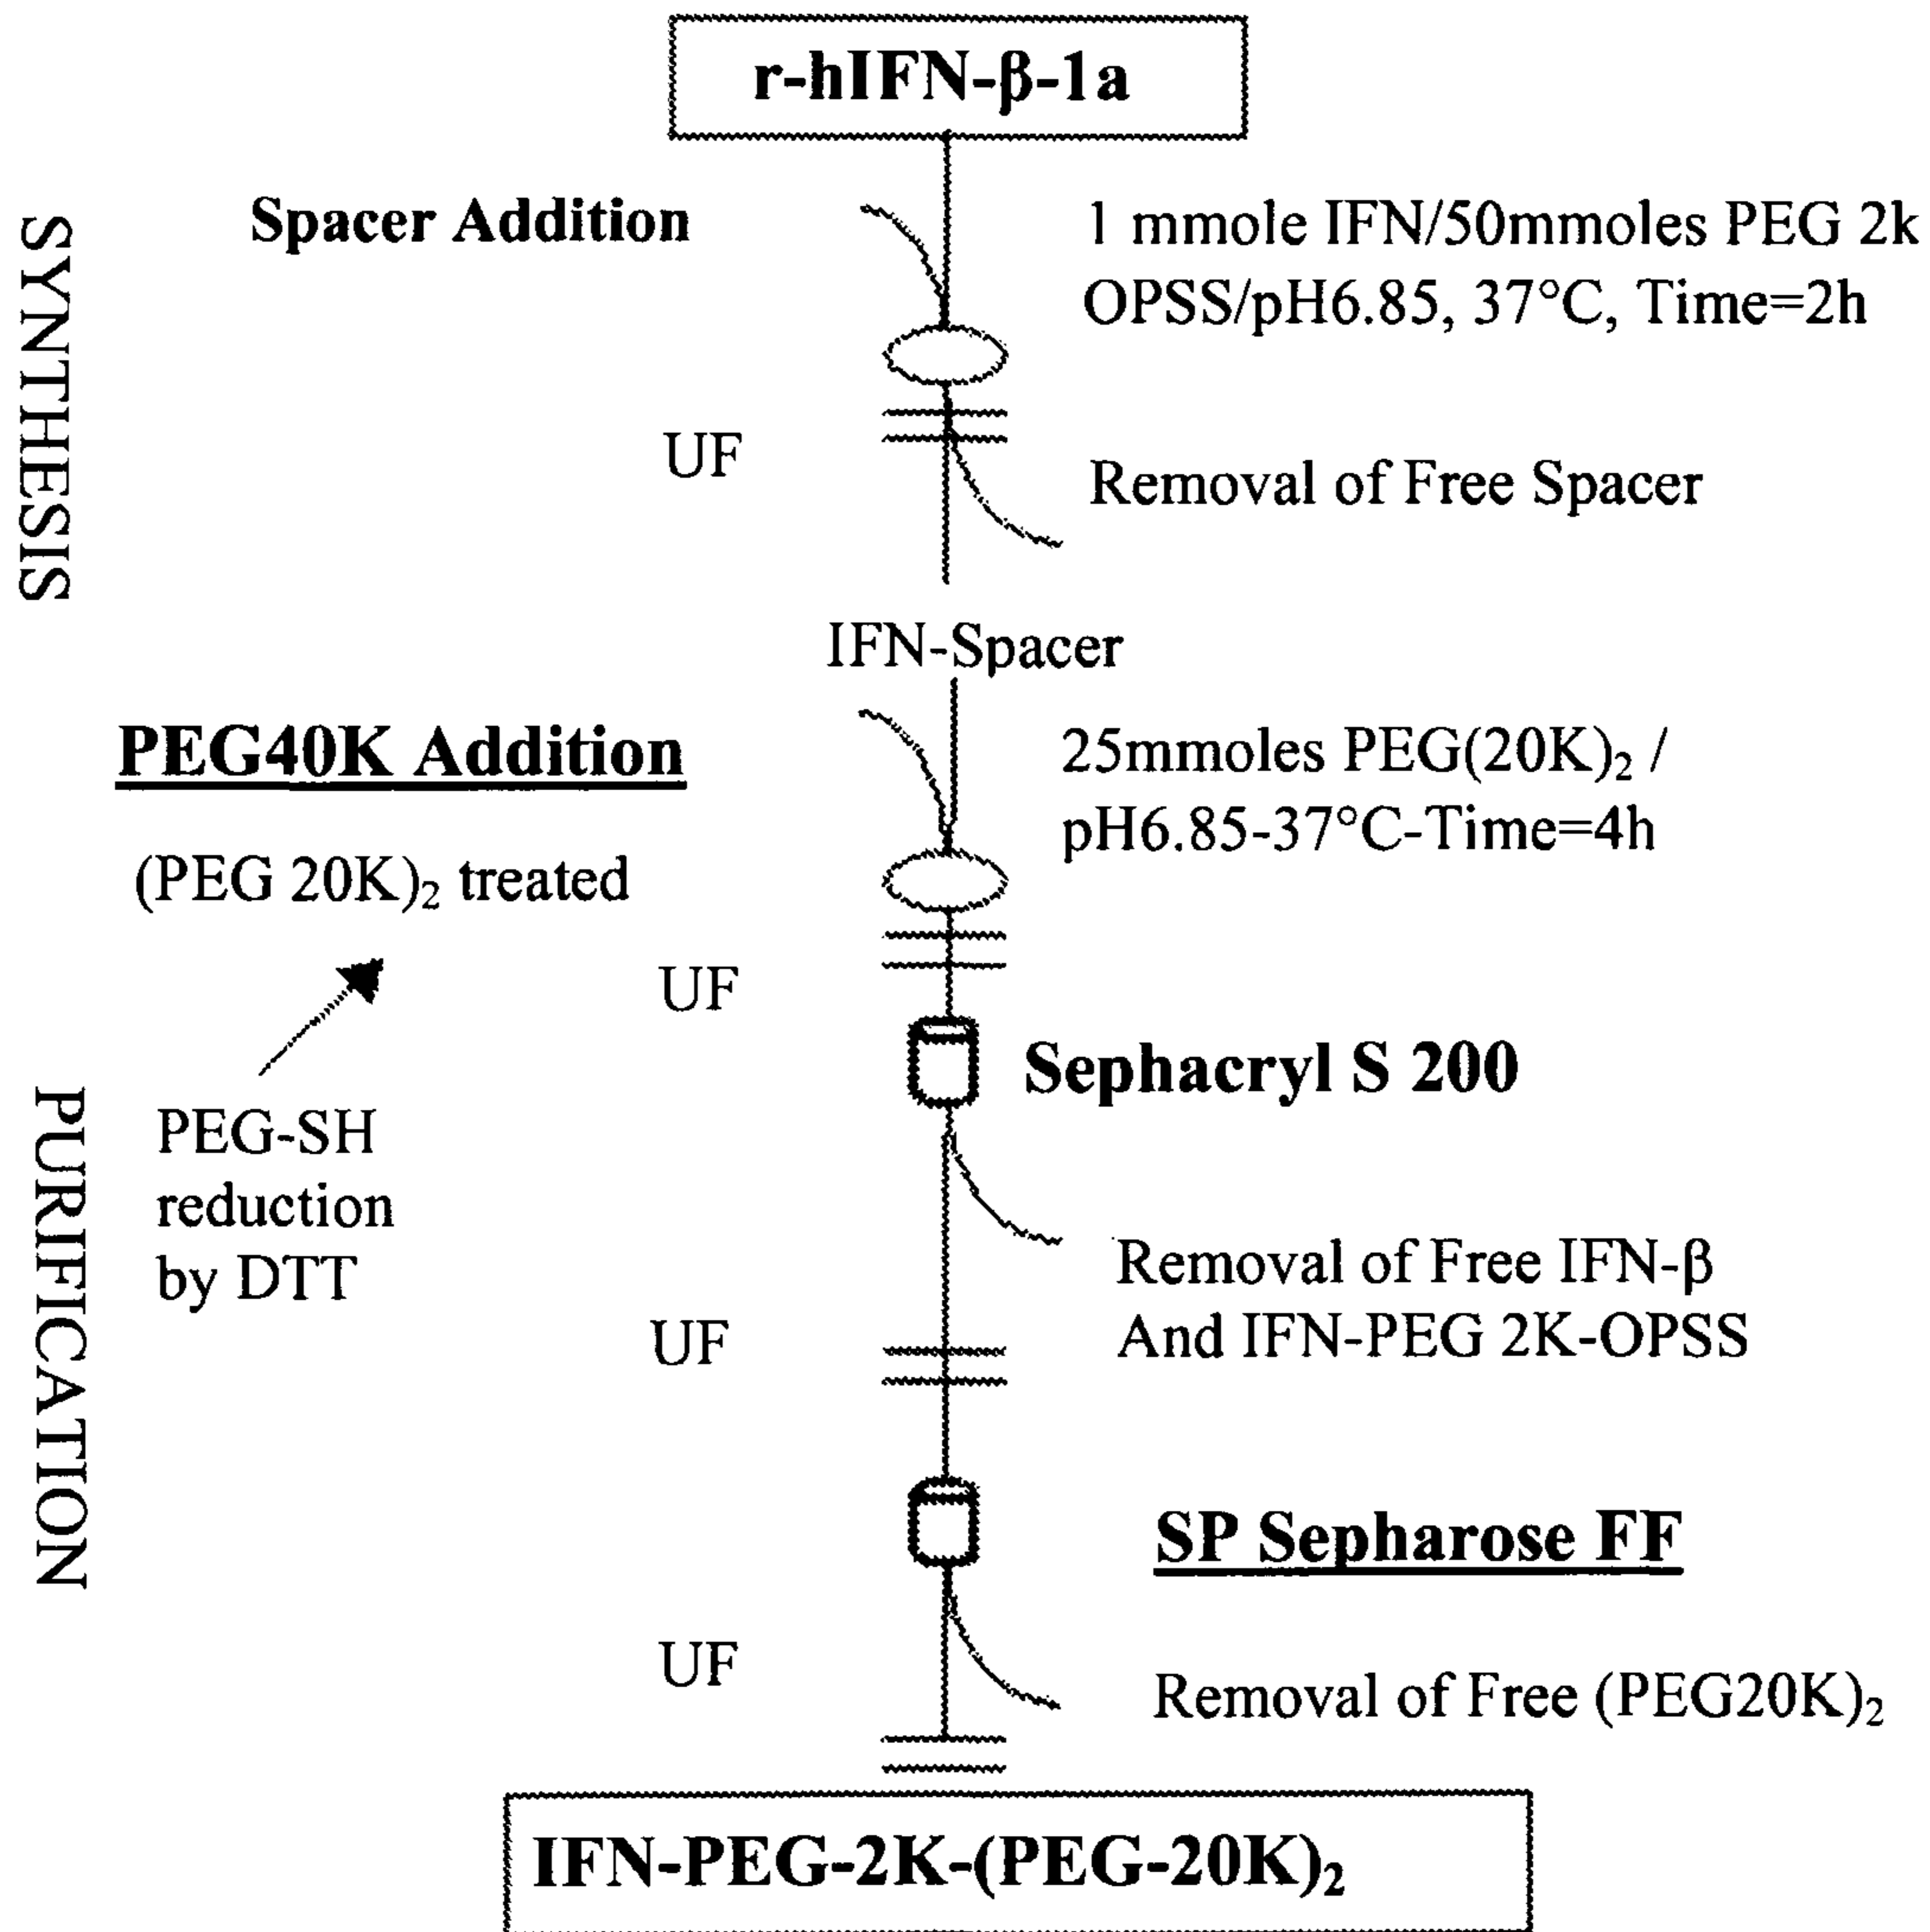 r-hIFN-β-1a
SYNTHESIS
Spacer Addition
1 mmole IFN/50mmoles PEG 2k
OPSS/pH6.85, 37°C, Time=2h
UF
Removal of Free Spacer
IFN-Spacer
PEG40K Addition
25mmoles PEG(20K)₂ /
pH6.85-37°C-Time=4h
(PEG 20K)₂ treated
UF
Sephacryl S 200
PURIFICATION
PEG-SH
reduction
by DTT
Removal of Free IFN-β
And IFN-PEG 2K-OPSS
UF
SP Sepharose FF
UF
Removal of Free (PEG20K)₂
IFN-PEG-2K-(PEG-20K)₂